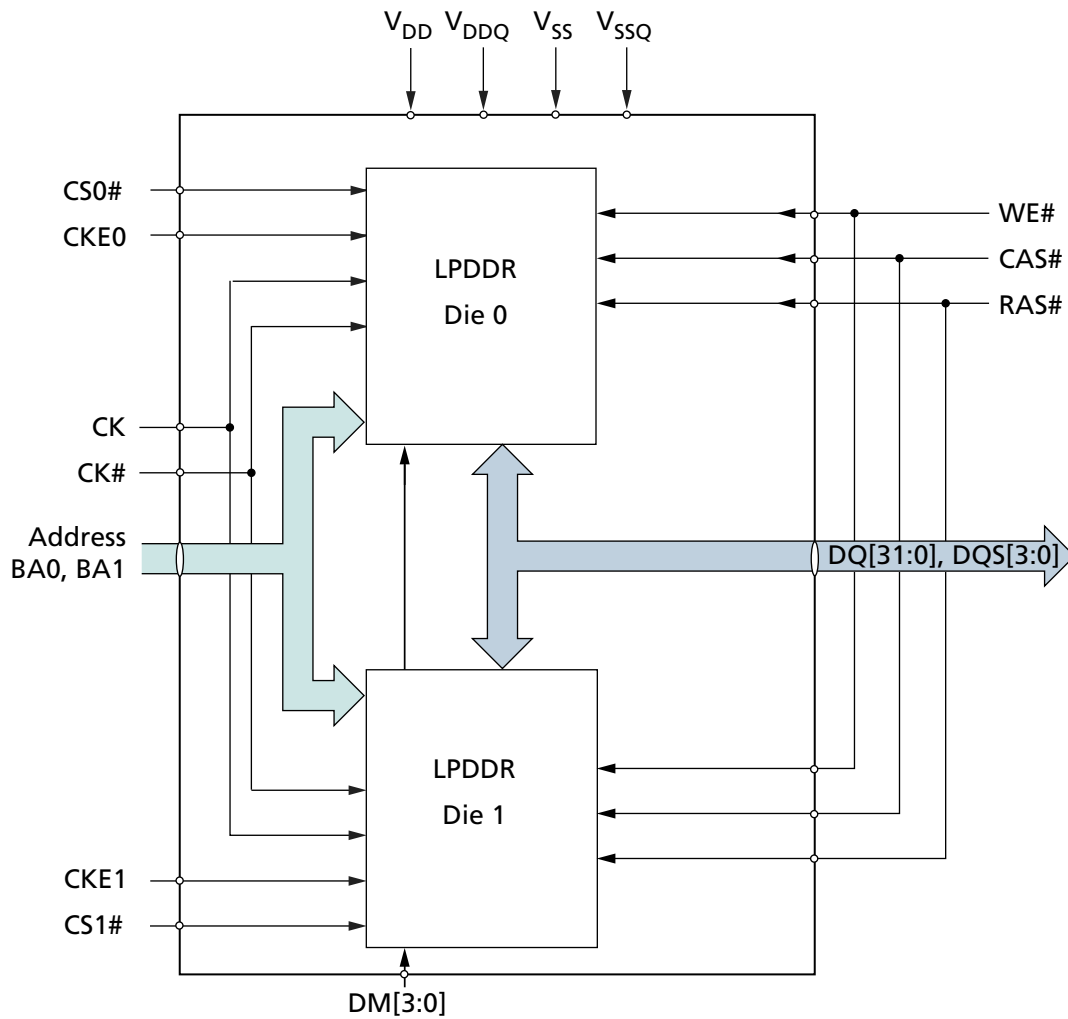 VDD VDDQ VSS VSSQ
CS0#
CKE0
LPDDR
Die 0
WE#
CAS#
RAS#
CK
CK#
Address
BA0, BA1
DQ[31:0], DQS[3:0]
LPDDR
Die 1
CKE1
CS1#
DM[3:0]